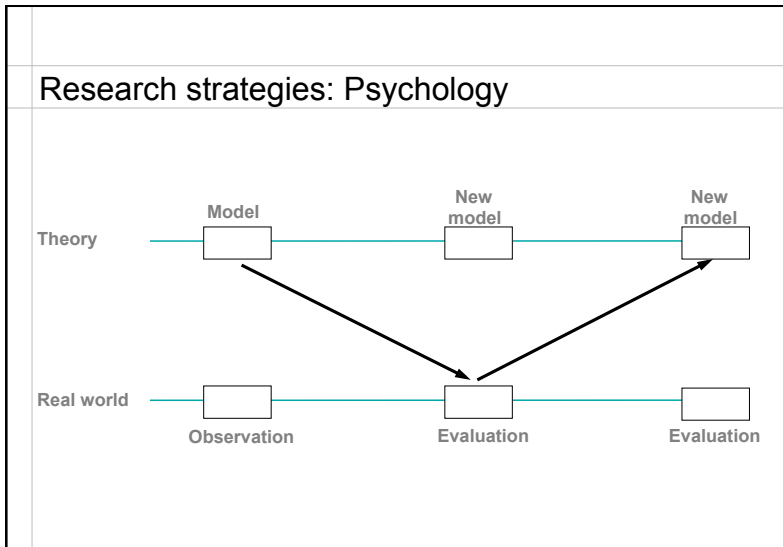 Research strategies: Psychology
Model
New
model
New
model
Theory
Real world
Observation
Evaluation
Evaluation